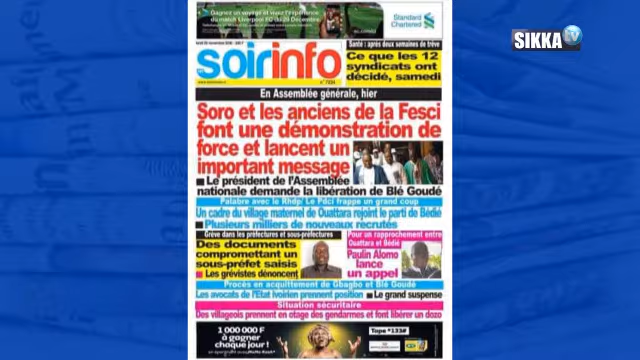 Gagnez un voyage et vivez l'expérience
du match Liverpool FC du 26 Décembre.
Standard
Chartered
SIKKA TV
soirinfo
Santé : après deux semaines de trêve
Ce que les 12
syndicats ont
décidé, samedi
En Assemblée générale, hier
Soro et les anciens de la Fesci
font une démonstration de
force et lancent un
important message
Le président de l'Assemblée
nationale demande la libération de Blé Goudé
Palabre avec le Rhdp/ Le Pdci frappe un grand coup
Un cadre du village maternel de Ouattara rejoint le parti de Bédié
Plusieurs milliers de nouveaux recrutés
Grève dans les préfectures et sous-préfectures
Des documents
compromettant un
sous-préfet saisis
Les grévistes dénoncent
Pour un rapprochement entre
Ouattara et Bédié
Paulin Alomo
lance
un appel
Procès en acquittement de Gbagbo et Blé Goudé
Les avocats de l'Etat Ivoirien prennent position Le grand suspense
Situation sécuritaire
Des villageois prennent en otage des gendarmes et font libérer un dozo
1 000 000 F
à gagner
chaque jour !
Tape *133#
MTN